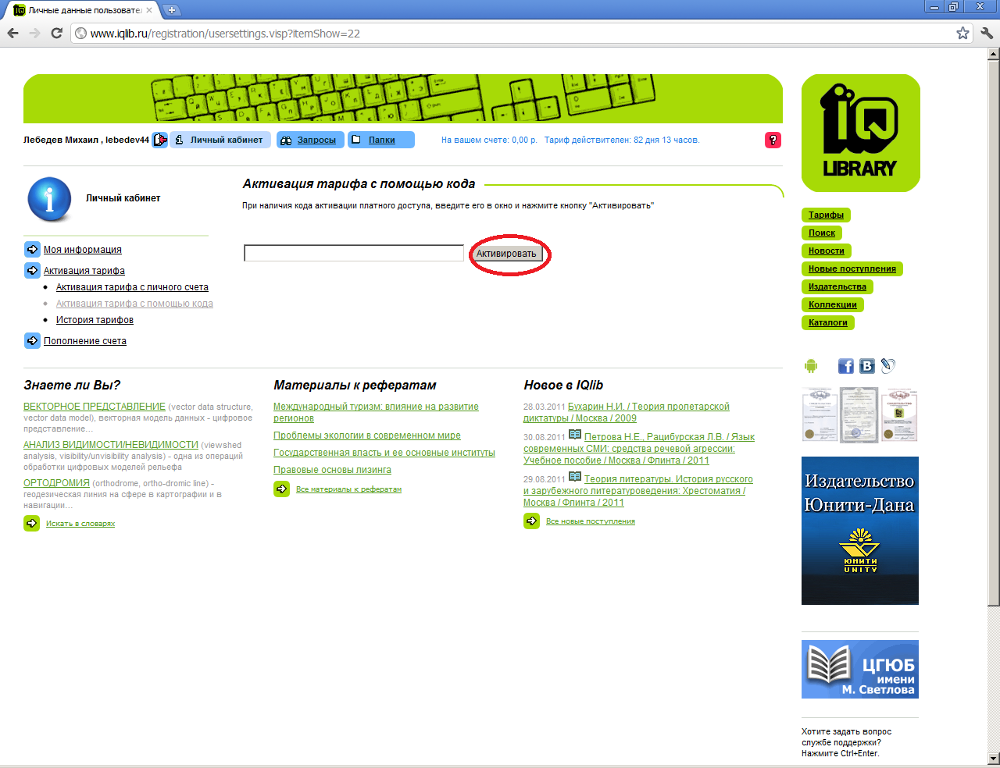 Личные данные пользовател
www.iqlib.ru/registration/usersettings.visp?itemShow=22
Лебедев Михаил , lebedev44
Личный кабинет
Запросы
Папки
На вашем счете: 0,00 р. Тариф действителен: 82 дня 13 часов.
?
IQ
LIBRARY
Личный кабинет
Активация тарифа с помощью кода
При наличия кода активации платного доступа, введите его в окно и нажмите кнопку "Активировать"
Активировать
Моя информация
Активация тарифа
Активация тарифа с личного счета
Активация тарифа с помощью кода
История тарифов
Пополнение счета
Тарифы
Поиск
Новости
Новые поступления
Издательства
Коллекции
Каталоги
Знаете ли Вы?
ВЕКТОРНОЕ ПРЕДСТАВЛЕНИЕ (vector data structure,
vector data model), векторная модель данных - цифровое
представление...
АНАЛИЗ ВИДИМОСТИ/НЕВИДИМОСТИ (viewshed
analysis, visibility/unvisibility analysis) - одна из операций
обработки цифровых моделей рельефа
ОРТОДРОМИЯ (orthodrome, ortho-dromic line) -
геодезическая линия на сфере в картографии и в
навигации...
Искать в словарях
Материалы к рефератам
Международный туризм: влияние на развитие
регионов
Проблемы экологии в современном мире
Государственная власть и ее основные институты
Правовые основы лизинга
Все материалы к рефератам
Новое в IQlib
28.03.2011 Бухарин Н.И. / Теория пролетарской
диктатуры / Москва / 2009
30.08.2011 Петрова Н.Е., Рацибурская Л.В. / Язык
современных СМИ: средства речевой агрессии:
Учебное пособие / Москва / Флинта / 2011
29.08.2011 Теория литературы. История русского
и зарубежного литературоведения: Хрестоматия /
Москва / Флинта / 2011
Все новые поступления
Издательство
Юнити-Дана
ЮНИТИ
UNITY
ЦГЮБ
имени
М. Светлова
Хотите задать вопрос
службе поддержки?
Нажмите Ctrl+Enter.